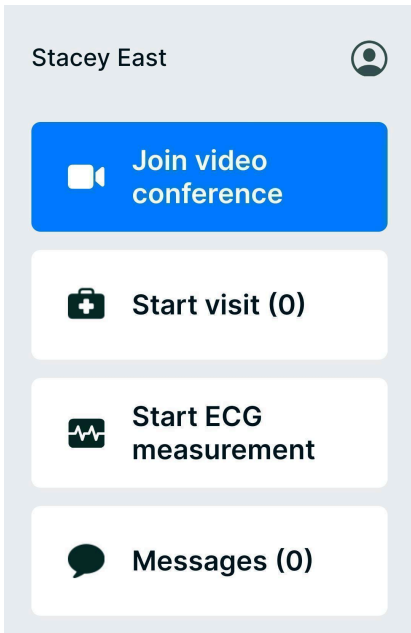 Stacey East
Join video
conference
Start visit (0)
Start ECG
measurement
Messages (0)